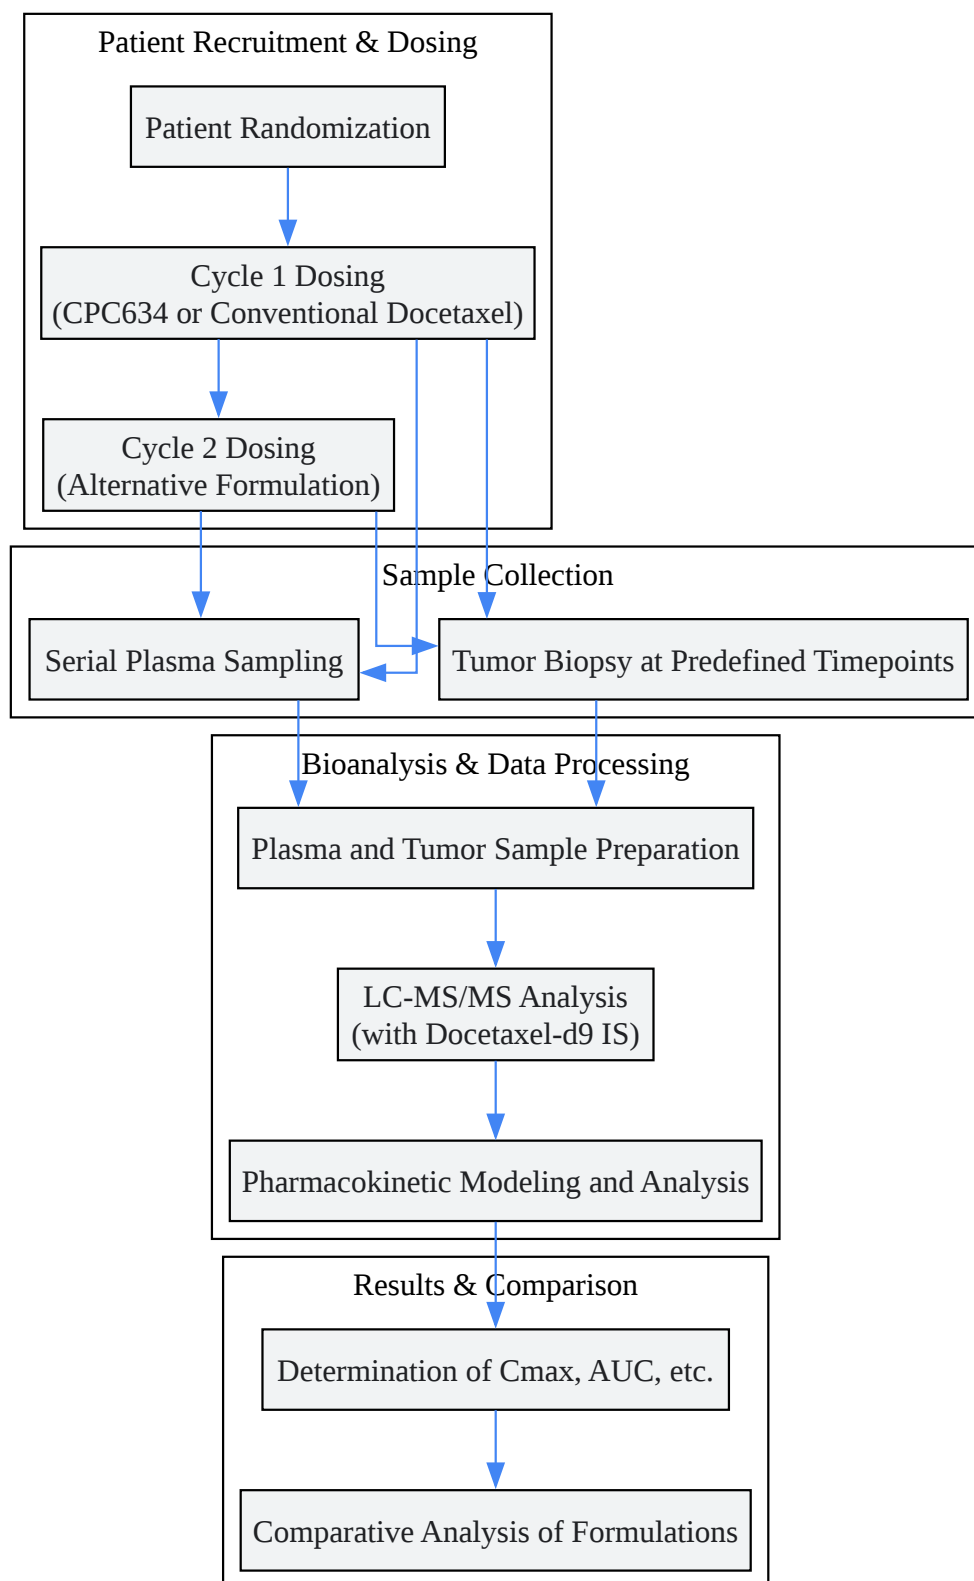 Patient Recruitment & Dosing
Patient Randomization
Cycle 1 Dosing
(CPC634 or Conventional Docetaxel)
Cycle 2 Dosing
(Alternative Formulation)
Sample Collection
Serial Plasma Sampling
Tumor Biopsy at Predefined Timepoints
Bioanalysis & Data Processing
Plasma and Tumor Sample Preparation
LC-MS/MS Analysis
(with Docetaxel-d9 IS)
Pharmacokinetic Modeling and Analysis
Results & Comparison
Determination of Cmax, AUC, etc.
Comparative Analysis of Formulations